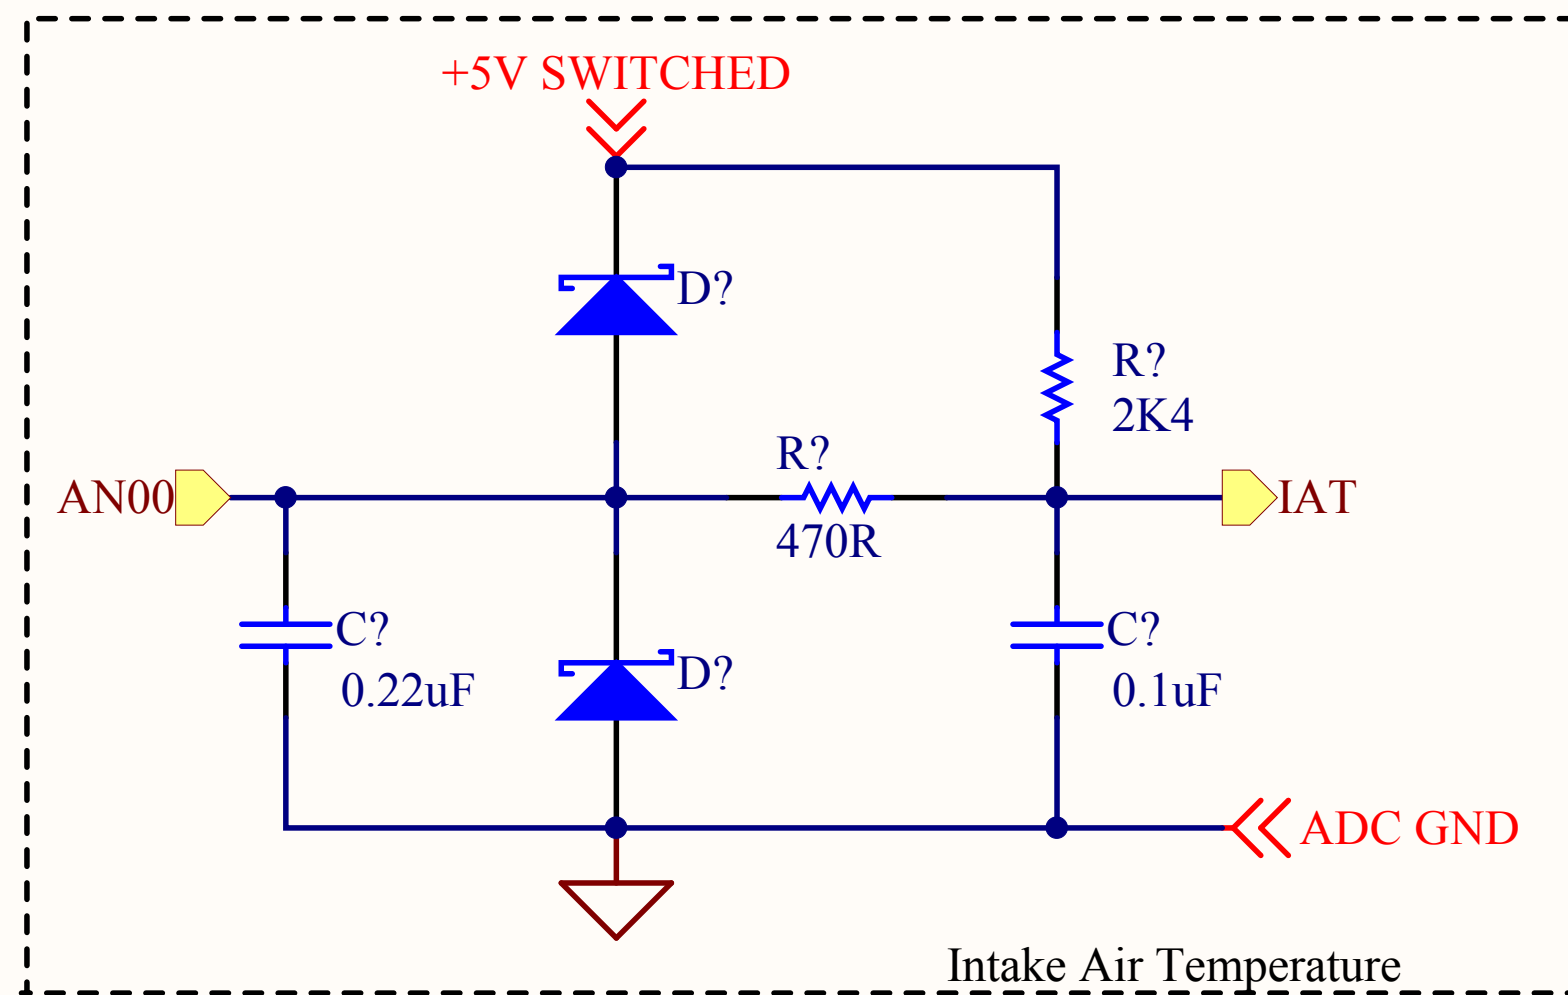 +5V SWITCHED
D?
R?
2K4
R?
470R
AN00
IAT
C?
0.22uF
D?
C?
0.1uF
ADC GND
Intake Air Temperature